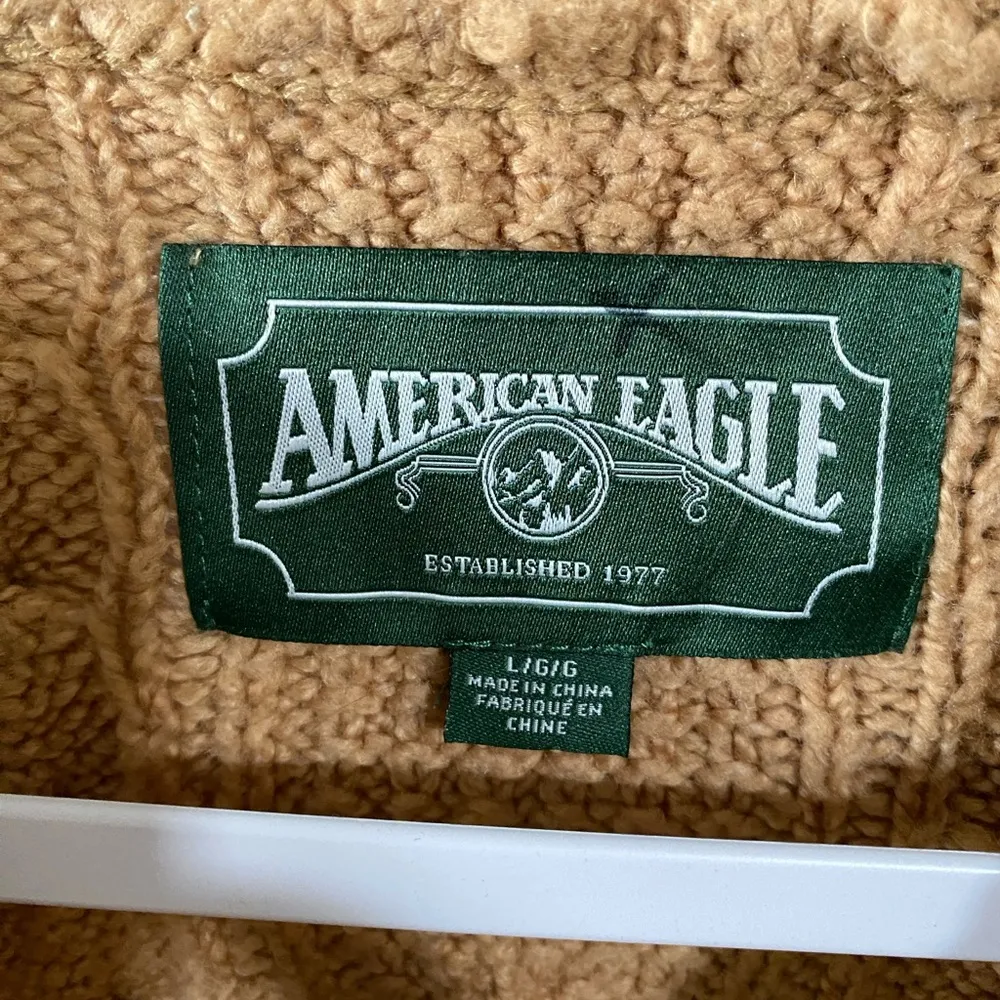 AMERICAN EAGLE
ESTABLISHED 1977
L/G/G
MADE IN CHINA
FABRIQUÉ EN
CHINE